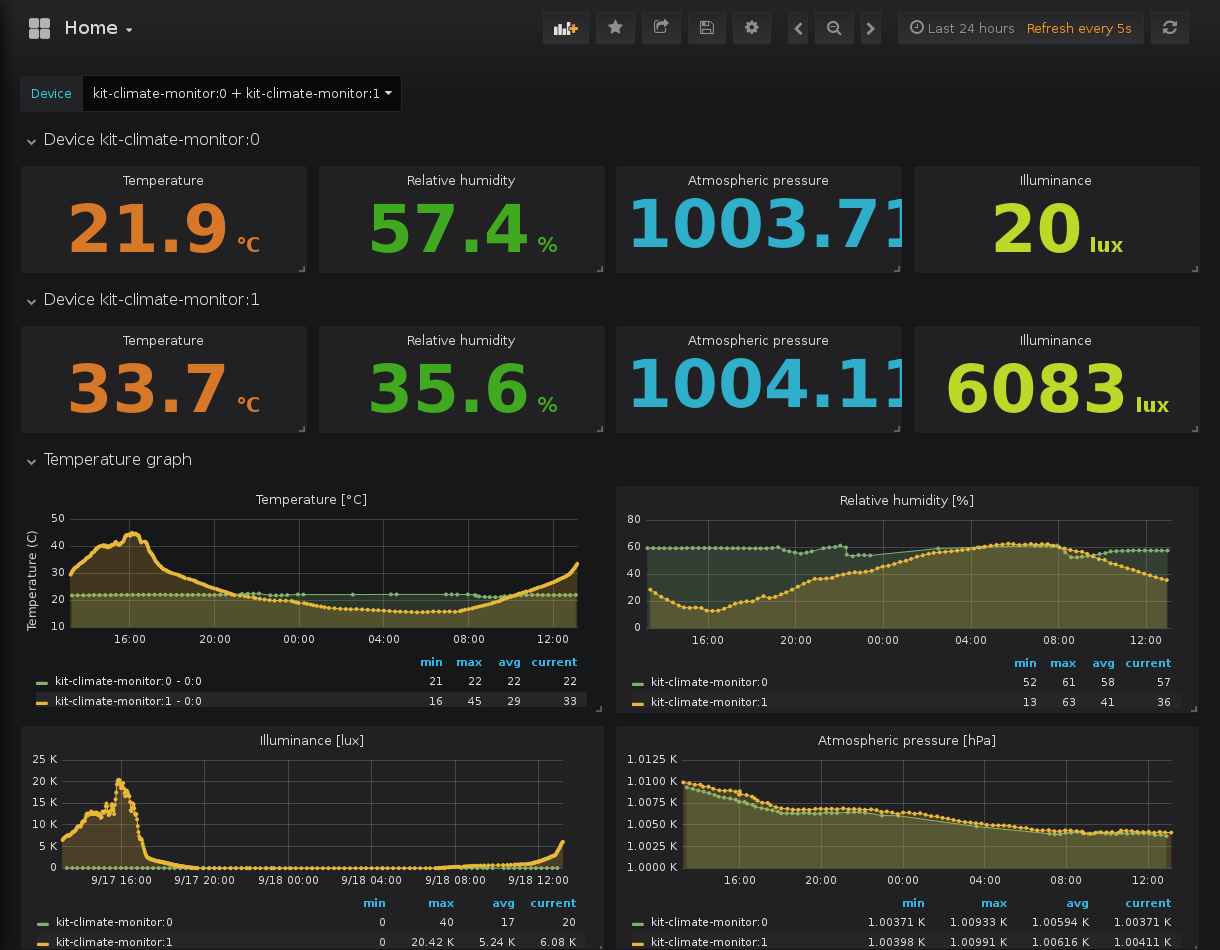 Home
Last 24 hours Refresh every 5s
Device kit-climate-monitor:0 + kit-climate-monitor:1
Device kit-climate-monitor:0
Temperature Relative humidity Atmospheric pressure Illuminance
21.9 °C 57.4 % 1003.71 20 lux
Device kit-climate-monitor:1
Temperature Relative humidity Atmospheric pressure Illuminance
33.7 °C 35.6 % 1004.11 6083 lux
Temperature graph
Temperature [°C]
Temperature (C)
50
40
30
20
10
16:00 20:00 00:00 04:00 08:00 12:00
min max avg current
kit-climate-monitor:0 - 0:0 21 22 22 22
kit-climate-monitor:1 - 0:0 16 45 29 33
Relative humidity [%]
80
60
40
20
0
16:00 20:00 00:00 04:00 08:00 12:00
min max avg current
kit-climate-monitor:0 52 61 58 57
kit-climate-monitor:1 13 63 41 36
Illuminance [lux]
25 K
20 K
15 K
10 K
5 K
0
9/17 16:00 9/17 20:00 9/18 00:00 9/18 04:00 9/18 08:00 9/18 12:00
min max avg current
kit-climate-monitor:0 0 40 17 20
kit-climate-monitor:1 0 20.42 K 5.24 K 6.08 K
Atmospheric pressure [hPa]
1.0125 K
1.0100 K
1.0075 K
1.0050 K
1.0025 K
1.0000 K
16:00 20:00 00:00 04:00 08:00 12:00
min max avg current
kit-climate-monitor:0 1.00371 K 1.00933 K 1.00594 K 1.00371 K
kit-climate-monitor:1 1.00398 K 1.00991 K 1.00616 K 1.00411 K